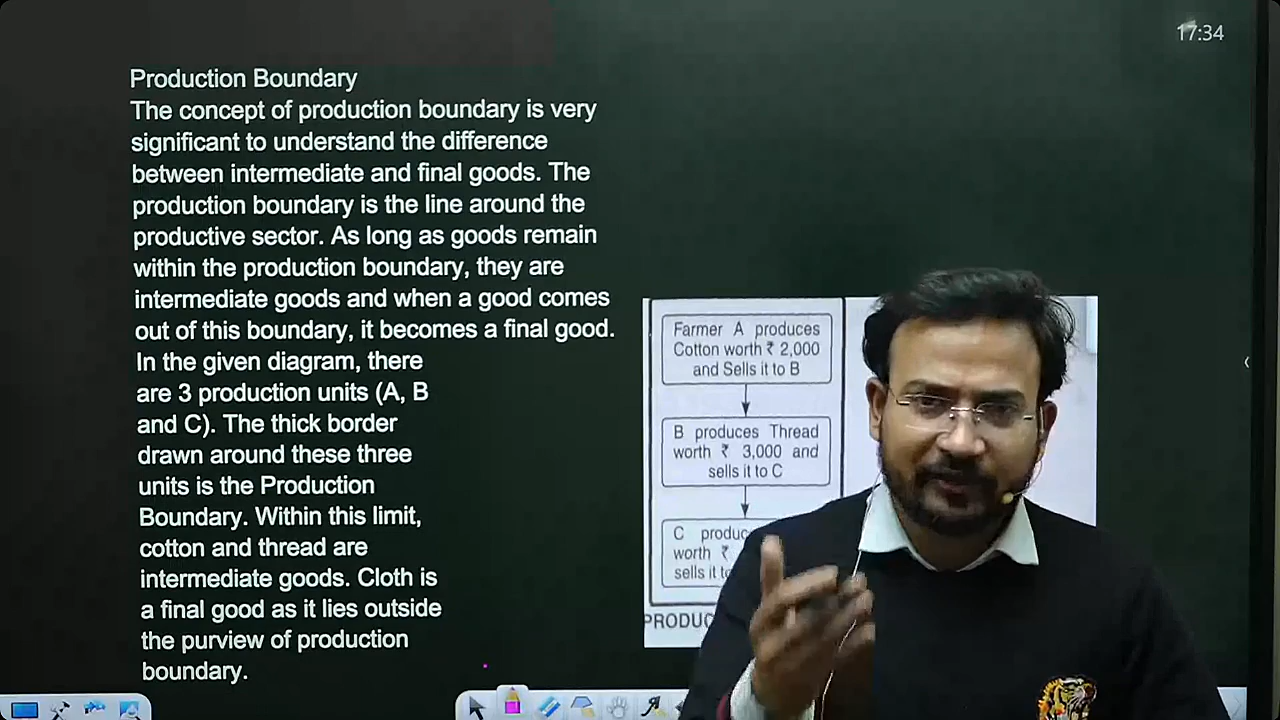 17:34
Production Boundary
The concept of production boundary is very
significant to understand the difference
between intermediate and final goods. The
production boundary is the line around the
productive sector. As long as goods remain
within the production boundary, they are
intermediate goods and when a good comes
out of this boundary, it becomes a final good.
In the given diagram, there
are 3 production units (A, B
and C). The thick border
drawn around these three
units is the Production
Boundary. Within this limit,
cotton and thread are
intermediate goods. Cloth is
a final good as it lies outside
the purview of production
boundary.
Farmer A produces
Cotton worth ₹ 2,000
and Sells it to B
B produces Thread
worth ₹ 3,000 and
sells it to C
C
worth ₹
sells it